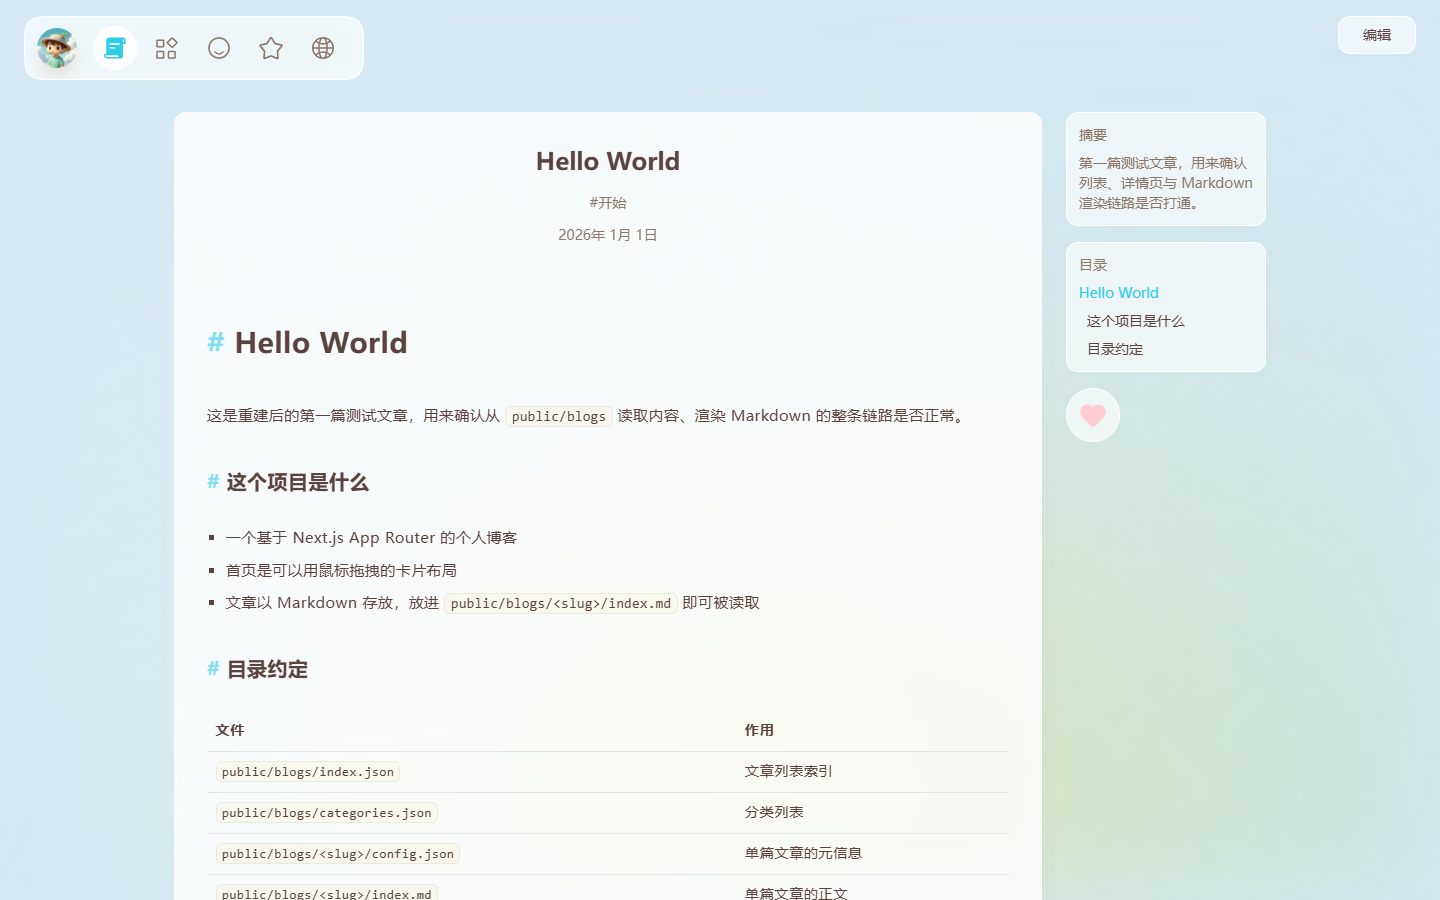 编辑
Hello World
#开始
2026年 1月 1日
# Hello World
这是重建后的第一篇测试文章，用来确认从 public/blogs 读取内容、渲染 Markdown 的整条链路是否正常。
# 这个项目是什么
一个基于 Next.js App Router 的个人博客
首页是可以用鼠标拖拽的卡片布局
文章以 Markdown 存放，放进 public/blogs/<slug>/index.md 即可被读取
# 目录约定
文件 作用
public/blogs/index.json 文章列表索引
public/blogs/categories.json 分类列表
public/blogs/<slug>/config.json 单篇文章的元信息
public/blogs/<slug>/index.md 单篇文章的正文
摘要
第一篇测试文章，用来确认
列表、详情页与 Markdown
渲染链路是否打通。
目录
Hello World
这个项目是什么
目录约定